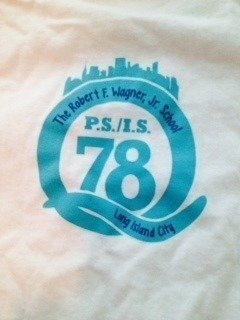 The Robert F. Wagner, Jr. School
P.S./I.S.
78
Long Island City